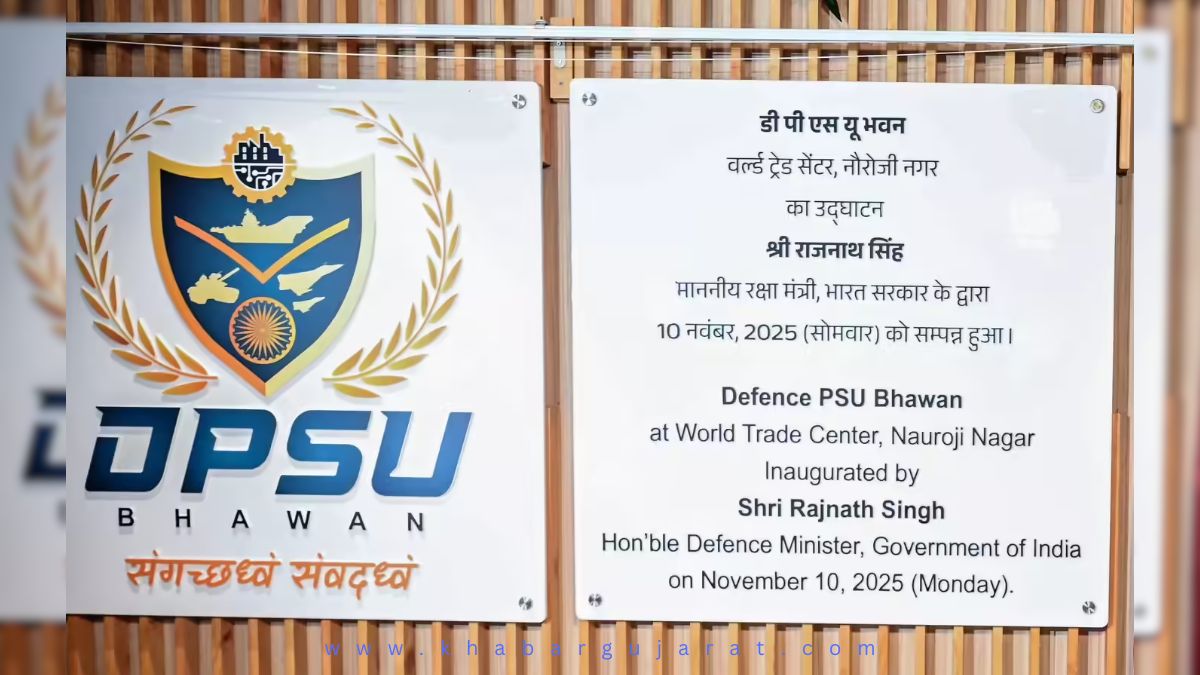 DPSU
BHAWAN
संगच्छध्वं संवदध्वं
डी पी एस यू भवन
वर्ल्ड ट्रेड सेंटर, नौरोजी नगर
का उद्घाटन
श्री राजनाथ सिंह
माननीय रक्षा मंत्री, भारत सरकार के द्वारा
10 नवंबर, 2025 (सोमवार) को सम्पन्न हुआ।
Defence PSU Bhawan
at World Trade Center, Nauroji Nagar
Inaugurated by
Shri Rajnath Singh
Hon'ble Defence Minister, Government of India
on November 10, 2025 (Monday).
www.khabargujarat.com